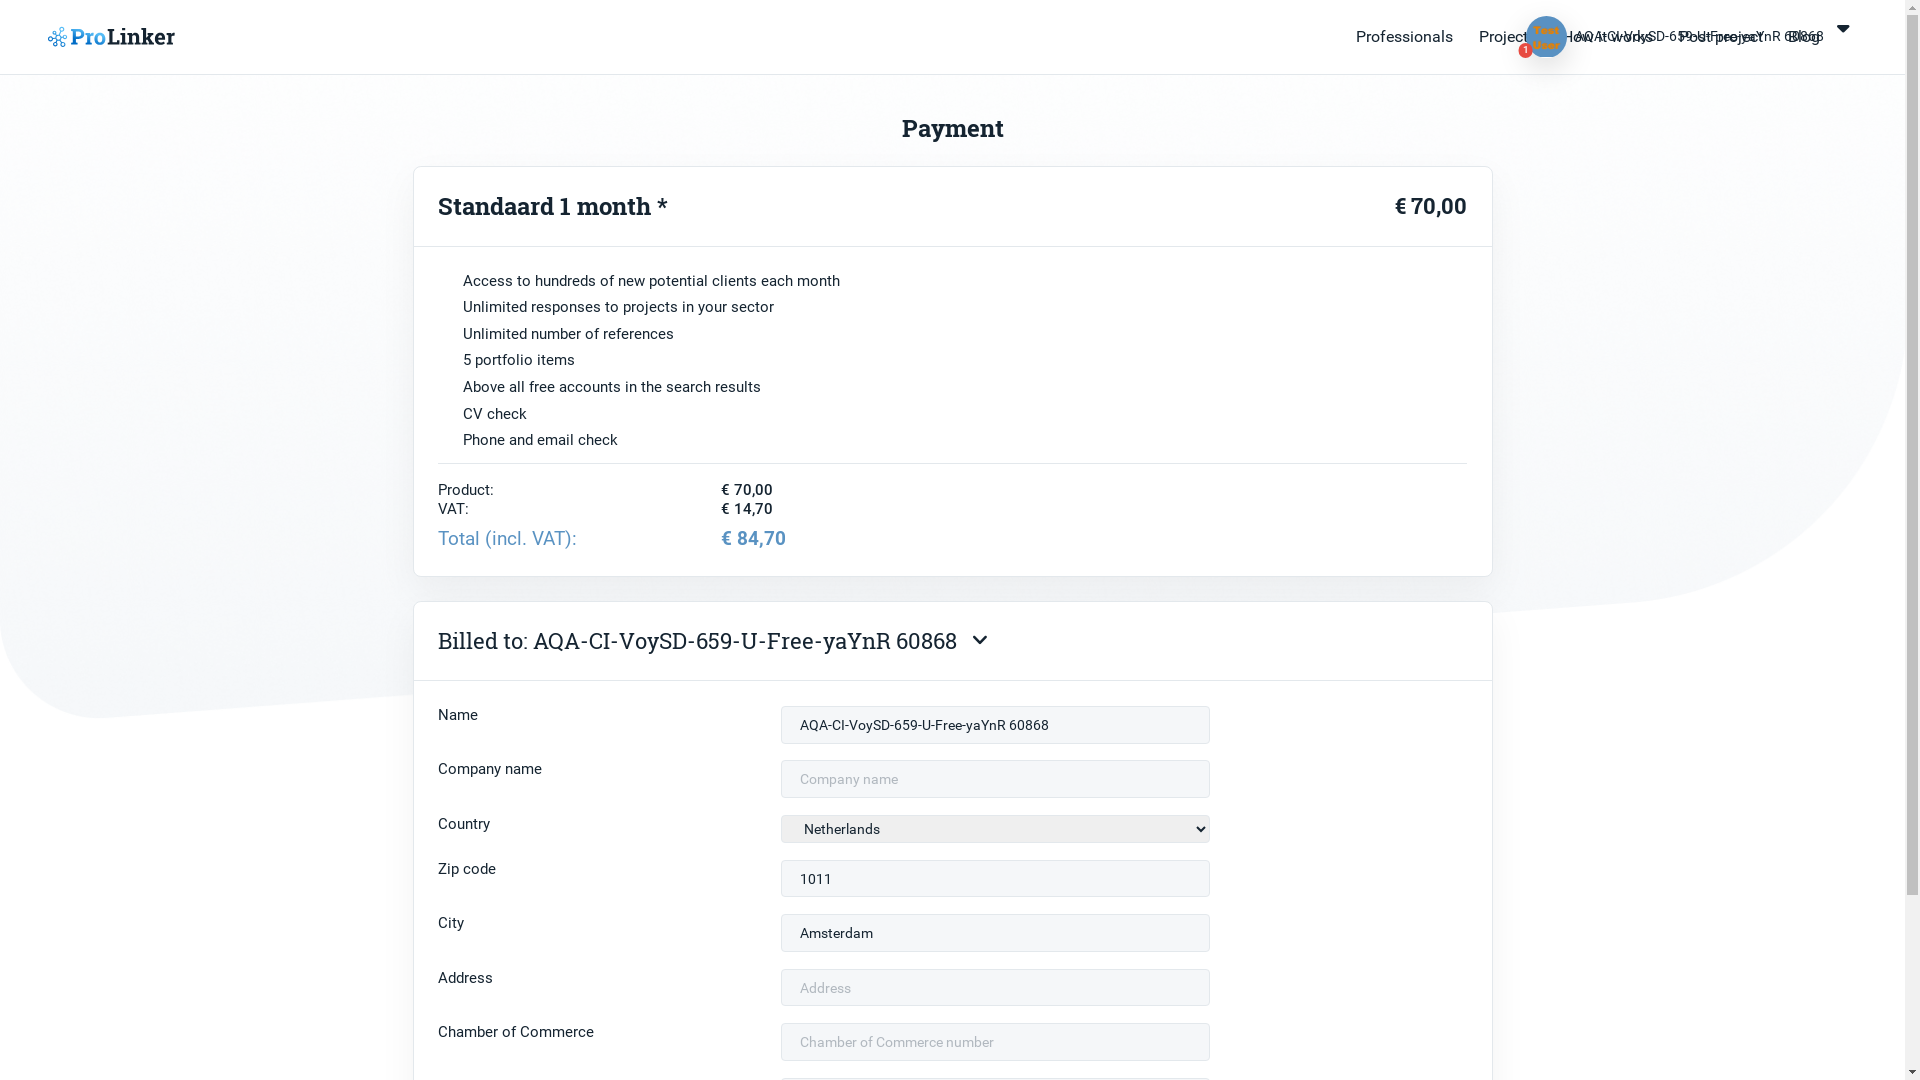 ProLinker
Professionals
Projects
How it works
Post project
Blog
Test User
1
AQA-CI-VoySD-659-U-Free-yaYnR 60868
Payment
Standaard 1 month *
€ 70,00
Access to hundreds of new potential clients each month
Unlimited responses to projects in your sector
Unlimited number of references
5 portfolio items
Above all free accounts in the search results
CV check
Phone and email check
Product: € 70,00
VAT: € 14,70
Total (incl. VAT): € 84,70
Billed to: AQA-CI-VoySD-659-U-Free-yaYnR 60868
Name
AQA-CI-VoySD-659-U-Free-yaYnR 60868
Company name
Company name
Country
Netherlands
Zip code
1011
City
Amsterdam
Address
Address
Chamber of Commerce
Chamber of Commerce number